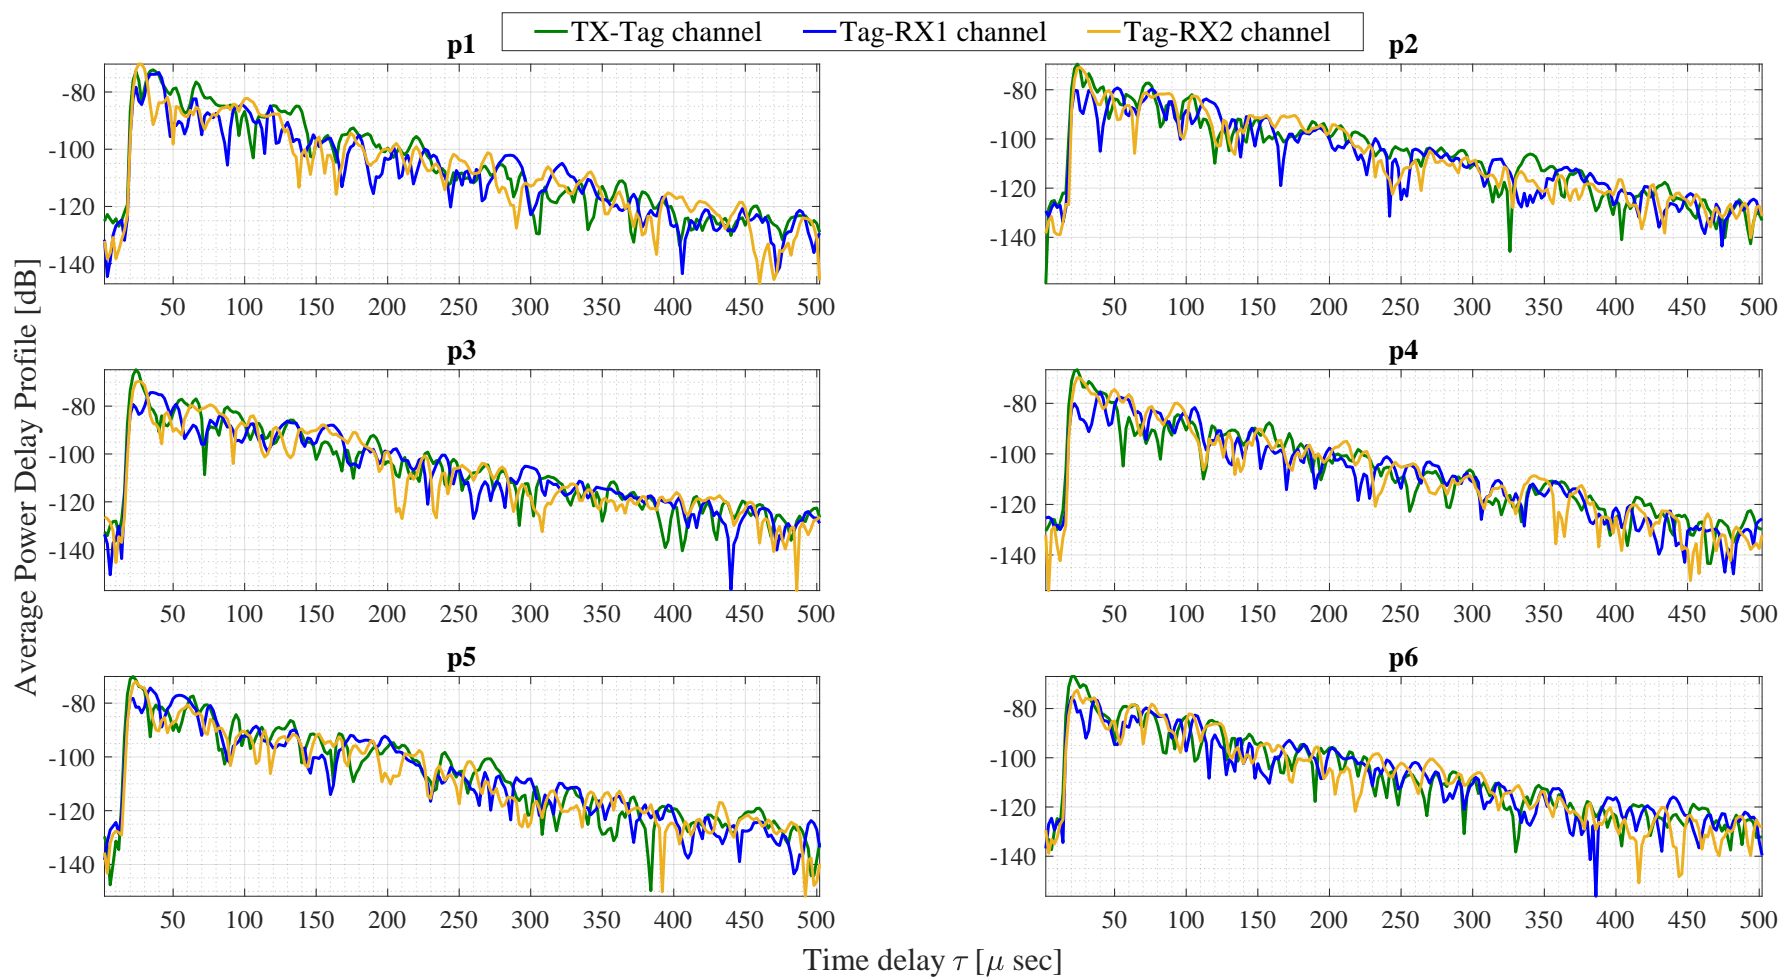 TX-Tag channel Tag-RX1 channel Tag-RX2 channel
p1 p2
-80 -100 -120 -140
50 100 150 200 250 300 350 400 450 500
-80 -100 -120 -140
50 100 150 200 250 300 350 400 450 500
p3 p4
-80 -100 -120 -140
50 100 150 200 250 300 350 400 450 500
-80 -100 -120 -140
50 100 150 200 250 300 350 400 450 500
p5 p6
-80 -100 -120 -140
50 100 150 200 250 300 350 400 450 500
-80 -100 -120 -140
50 100 150 200 250 300 350 400 450 500
Average Power Delay Profile [dB]
Time delay τ [μ sec]